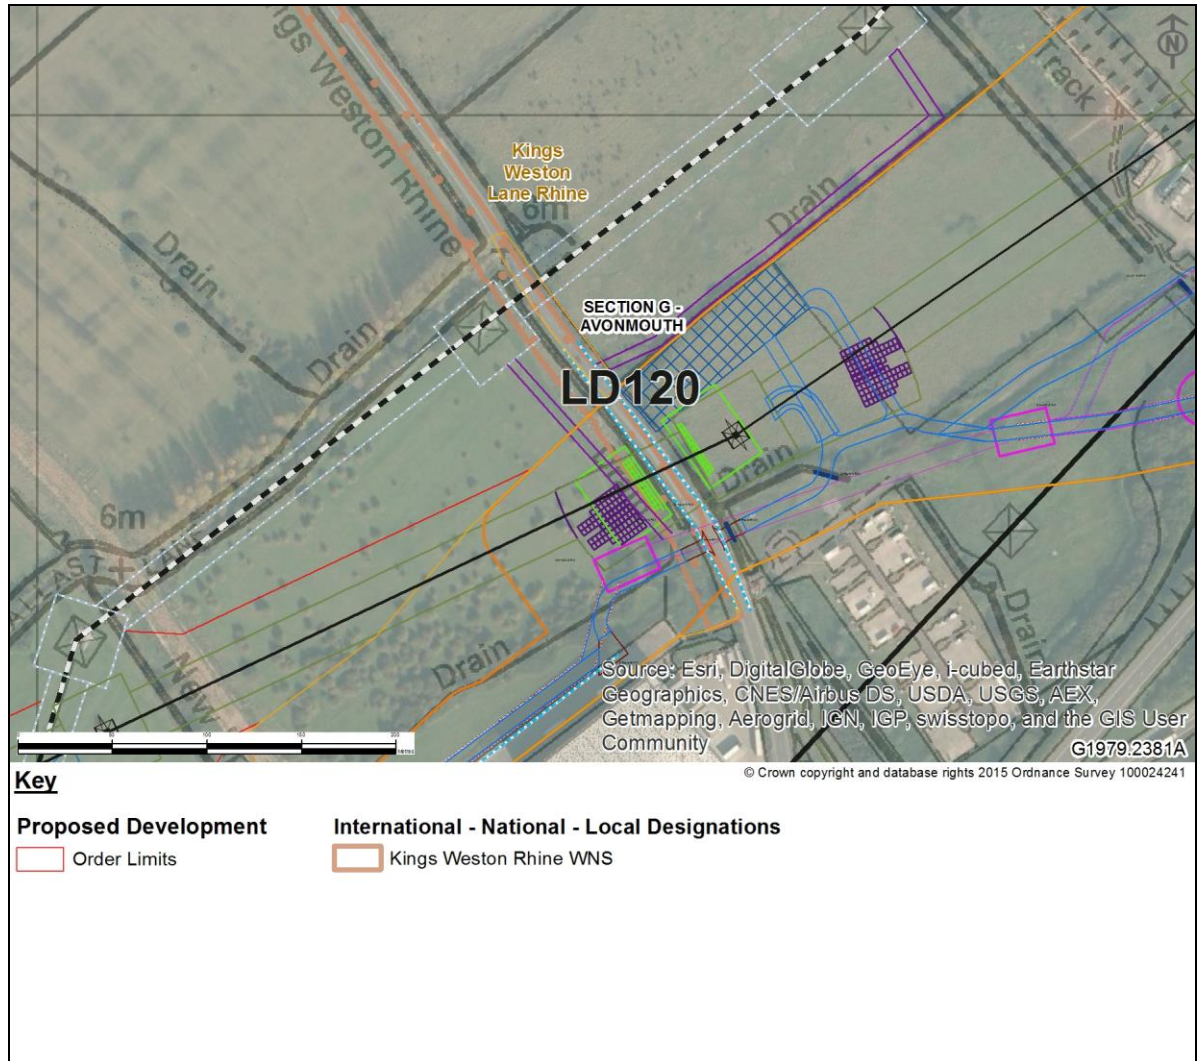 N
Track
Kings Weston Rhine
Kings
Weston
Lane Rhine
6m
Drain
Drain
Drain
SECTION G -
AVONMOUTH
LD120
Drain
6m
Drain
Drain
Source: Esri, DigitalGlobe, GeoEye, i-cubed, Earthstar
Geographics, CNES/Airbus DS, USDA, USGS, AEX,
Getmapping, Aerogrid, IGN, IGP, swisstopo, and the GIS User
Community
G1979.2381A
© Crown copyright and database rights 2015 Ordnance Survey 100024241
Key
Proposed Development
Order Limits
International - National - Local Designations
Kings Weston Rhine WNS